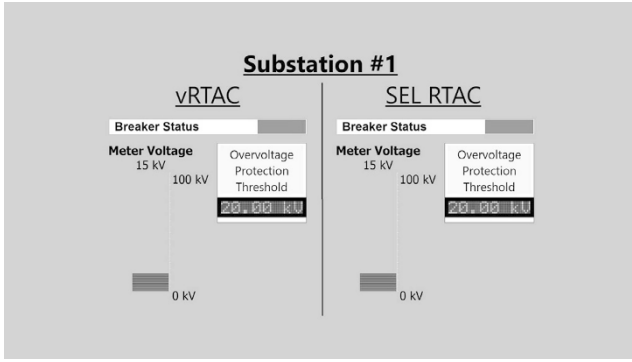 Substation #1
vRTAC
Breaker Status
Meter Voltage
15 kV
100 kV
0 kV
Overvoltage
Protection
Threshold
20.00 kV
SEL RTAC
Breaker Status
Meter Voltage
15 kV
100 kV
0 kV
Overvoltage
Protection
Threshold
20.00 kV